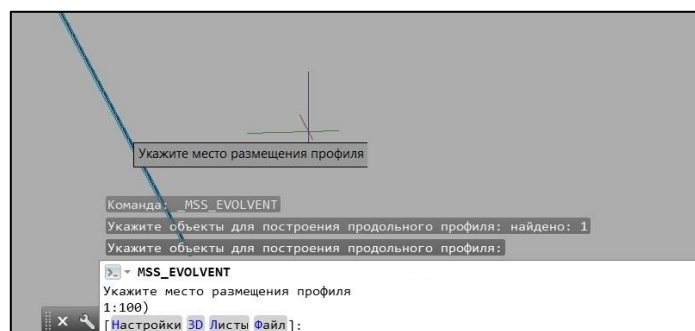 Укажите место размещения профиля
Команда: _MSS_EVOLVENT
Укажите объекты для построения продольного профиля: найдено: 1
Укажите объекты для построения продольного профиля:
MSS_EVOLVENT
Укажите место размещения профиля
1:100)
[Настройки 3D Листы Файл]: